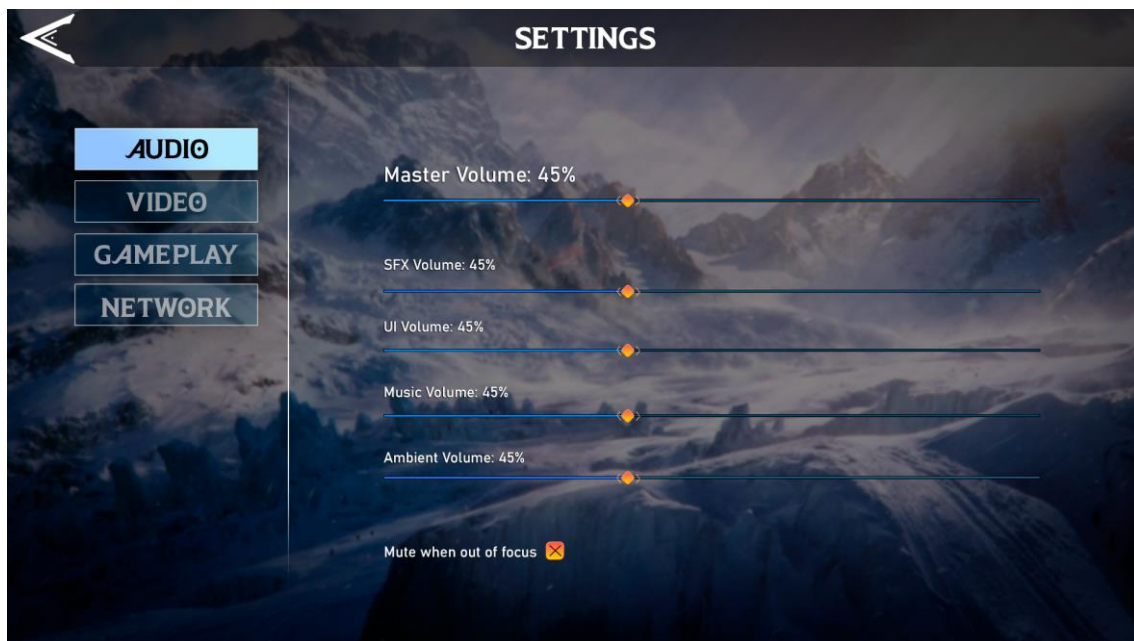 SETTINGS
AUDIO
VIDEO
GAMEPLAY
NETWORK
Master Volume: 45%
SFX Volume: 45%
UI Volume: 45%
Music Volume: 45%
Ambient Volume: 45%
Mute when out of focus